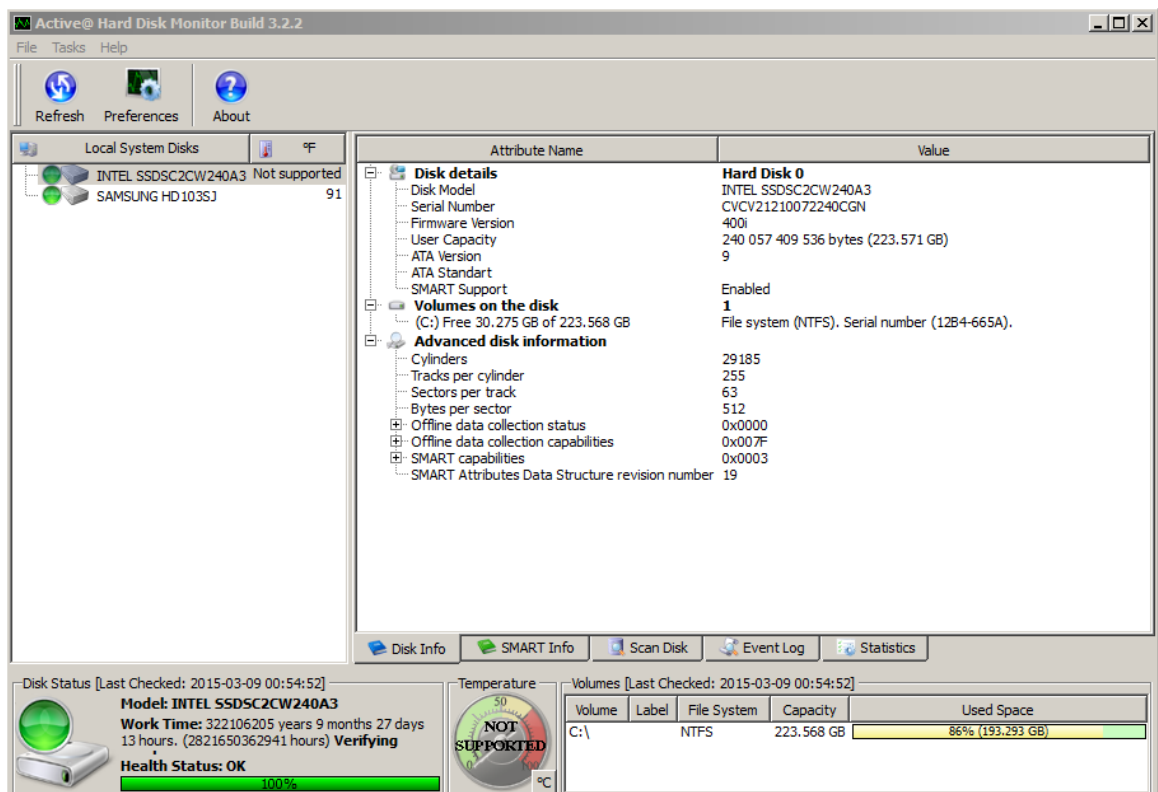 Active@ Hard Disk Monitor Build 3.2.2
File Tasks Help
Refresh Preferences About
Local System Disks °F
INTEL SSDSC2CW240A3 Not supported
SAMSUNG HD103SJ 91
Attribute Name Value
Disk details Hard Disk 0
Disk Model INTEL SSDSC2CW240A3
Serial Number CVCV21210072240CGN
Firmware Version 400i
User Capacity 240 057 409 536 bytes (223.571 GB)
ATA Version 9
ATA Standart
SMART Support Enabled
Volumes on the disk 1
(C:) Free 30.275 GB of 223.568 GB File system (NTFS). Serial number (12B4-665A).
Advanced disk information
Cylinders 29185
Tracks per cylinder 255
Sectors per track 63
Bytes per sector 512
Offline data collection status 0x0000
Offline data collection capabilities 0x007F
SMART capabilities 0x0003
SMART Attributes Data Structure revision number 19
Disk Info SMART Info Scan Disk Event Log Statistics
Disk Status [Last Checked: 2015-03-09 00:54:52]
Model: INTEL SSDSC2CW240A3
Work Time: 322106205 years 9 months 27 days
13 hours. (2821650362941 hours) Verifying
Health Status: OK
100%
Temperature
50
NOT
SUPPORTED
0 100
°C
Volumes [Last Checked: 2015-03-09 00:54:52]
Volume Label File System Capacity Used Space
C:\ NTFS 223.568 GB 86% (193.293 GB)